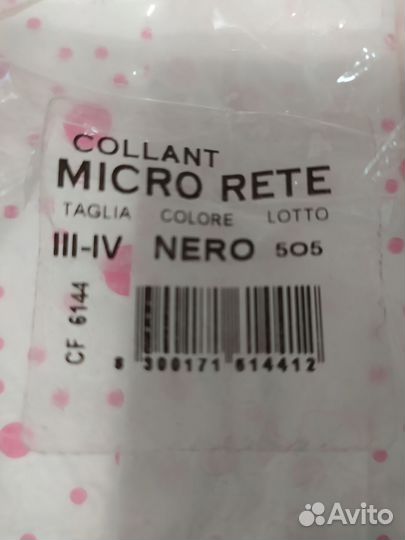 COLLANT
MICRO RETE
TAGLIA COLORE LOTTO
III-IV NERO 505
CF 6144
8 300171 614412
Avito